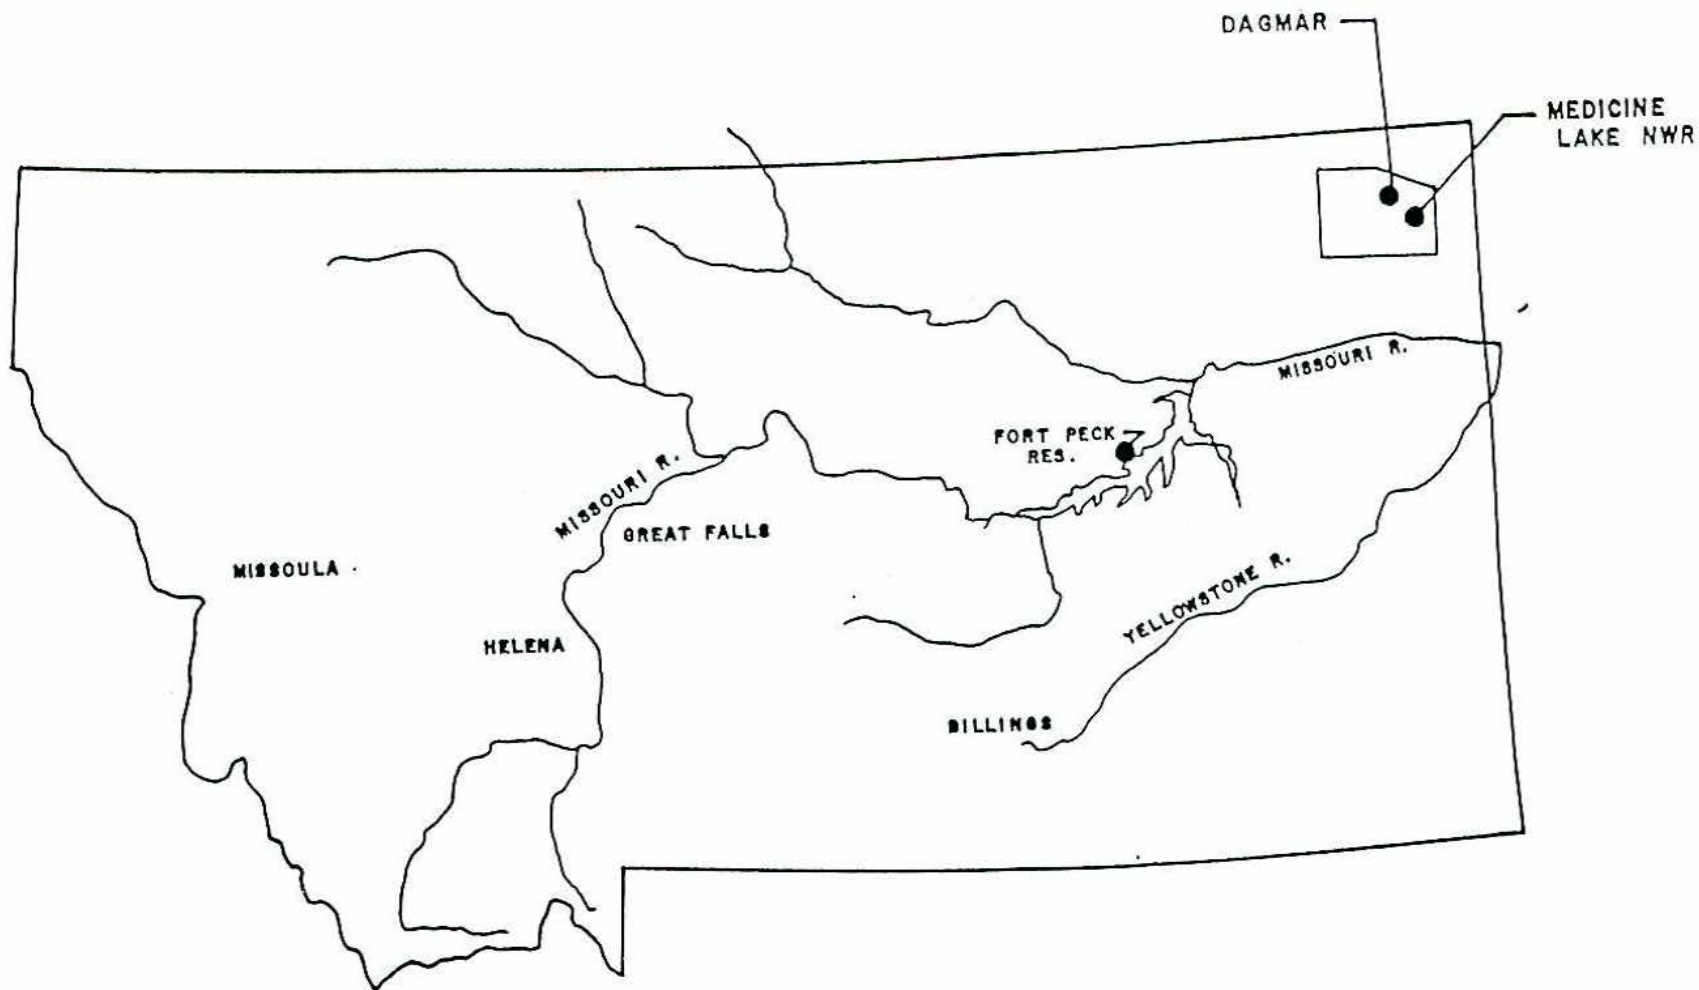 DAGMAR
MEDICINE
LAKE NWR
MISSOURI R.
FORT PECK
RES.
MISSOURI R.
GREAT FALLS
MISSOULA
YELLOWSTONE R.
HELENA
BILLINGS